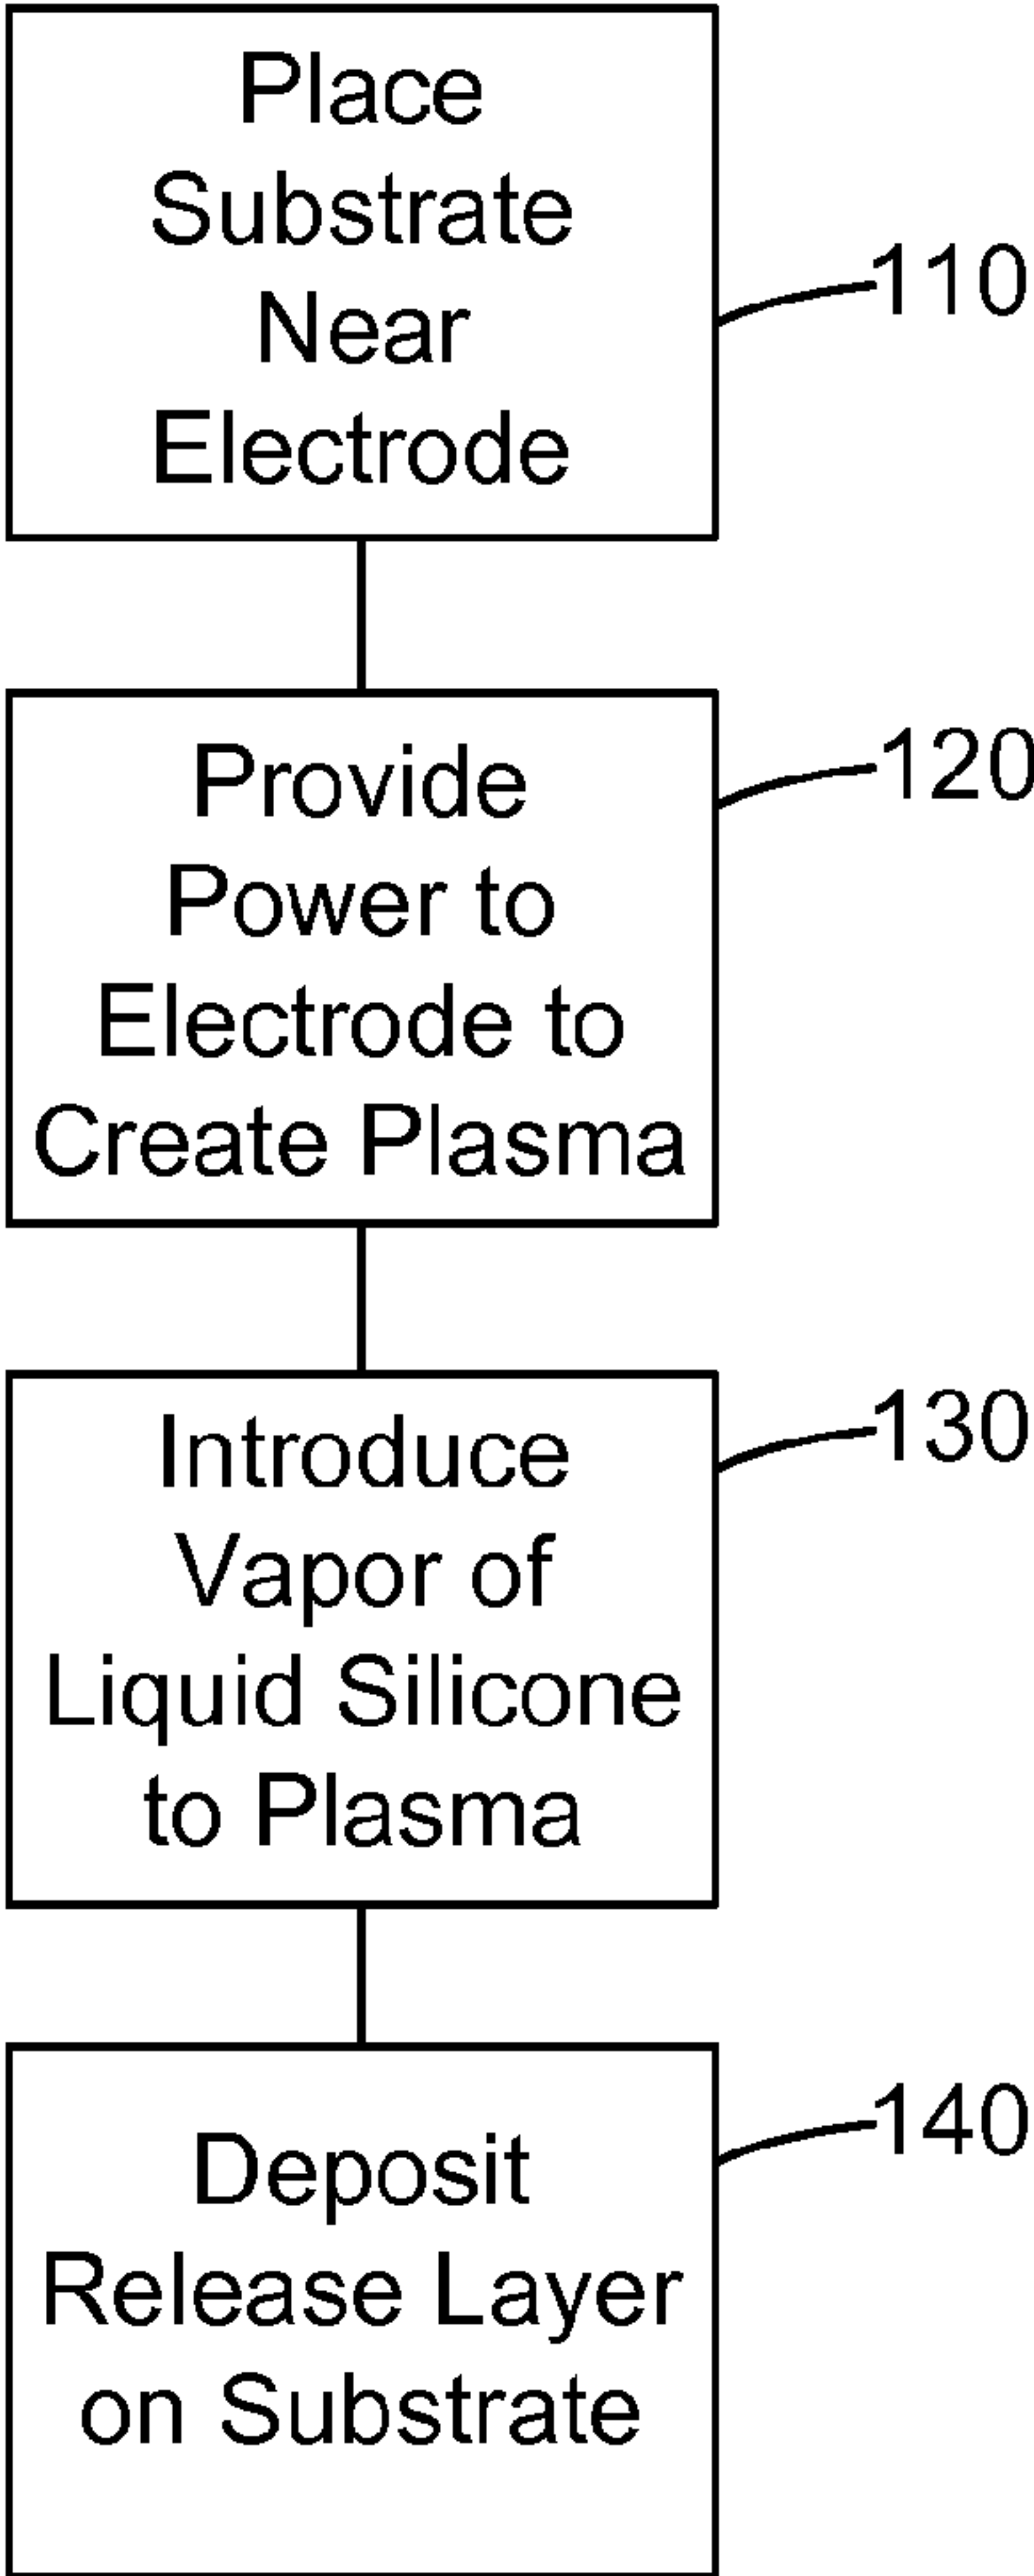 Place
Substrate
Near
Electrode
110
Provide
Power to
Electrode to
Create Plasma
120
Introduce
Vapor of
Liquid Silicone
to Plasma
130
Deposit
Release Layer
on Substrate
140